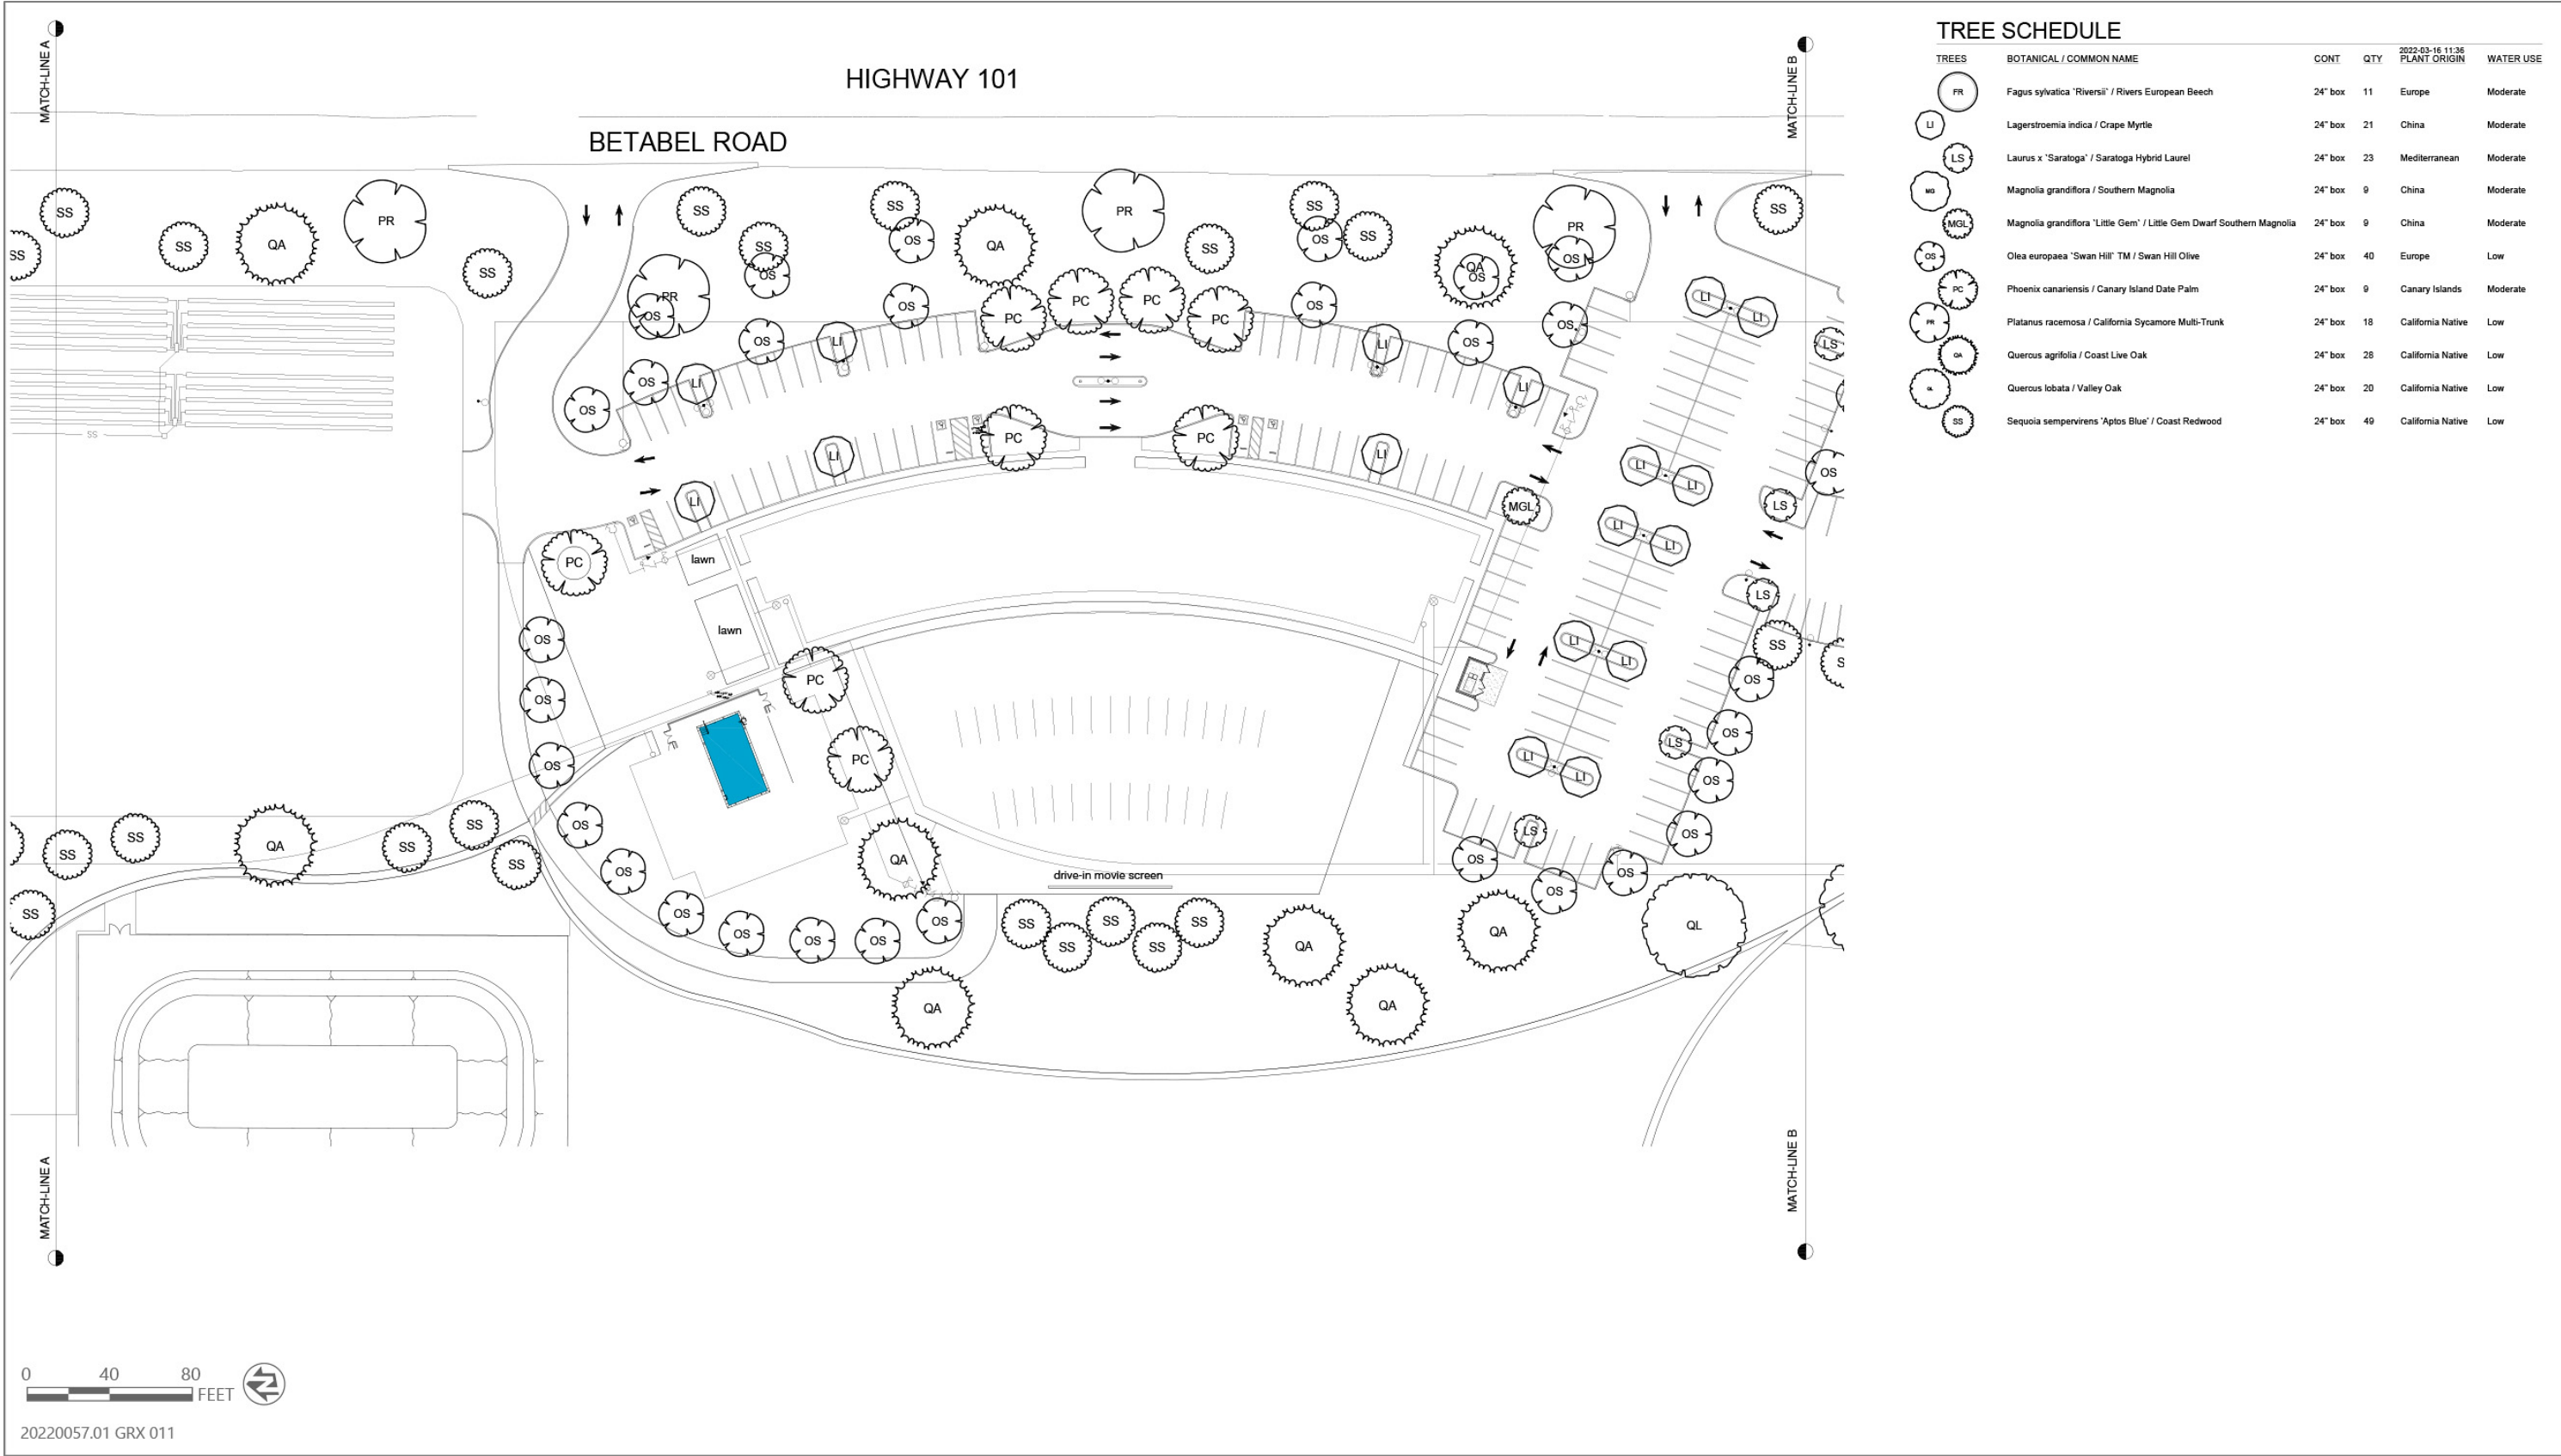 HIGHWAY 101
BETABEL ROAD
MATCH-LINE A
MATCH-LINE B
TREE SCHEDULE
2022-03-16 11:36
TREES BOTANICAL / COMMON NAME CONT QTY PLANT ORIGIN WATER USE
FR Fagus sylvatica `Riversii` / Rivers European Beech 24" box 11 Europe Moderate
LI Lagerstroemia indica / Crape Myrtle 24" box 21 China Moderate
LS Laurus x `Saratoga` / Saratoga Hybrid Laurel 24" box 23 Mediterranean Moderate
MG Magnolia grandiflora / Southern Magnolia 24" box 9 China Moderate
MGL Magnolia grandiflora `Little Gem` / Little Gem Dwarf Southern Magnolia 24" box 9 China Moderate
OS Olea europaea `Swan Hill` TM / Swan Hill Olive 24" box 40 Europe Low
PC Phoenix canariensis / Canary Island Date Palm 24" box 9 Canary Islands Moderate
PR Platanus racemosa / California Sycamore Multi-Trunk 24" box 18 California Native Low
QA Quercus agrifolia / Coast Live Oak 24" box 28 California Native Low
QL Quercus lobata / Valley Oak 24" box 20 California Native Low
SS Sequoia sempervirens `Aptos Blue` / Coast Redwood 24" box 49 California Native Low
SS SS SS QA PR SS
SS SS OS PR OS
SS OS QA PR SS
SS OS SS QA OS PR OS SS
OS OS OS PC PC PC PC OS OS OS
OS LI LI LI LI
LI LI PC PC LI MGL
LI LI LI LI LI LI LI LI LI LI
LS OS LS LS SS S
SS
PC
lawn
lawn
OS OS OS
PC PC
OS OS LS OS OS
LS OS OS OS
SS SS QA SS SS SS
SS
OS OS OS OS OS OS OS
QA
drive-in movie screen
SS SS SS SS SS
QA QA QA QA QL
MATCH-LINE A
MATCH-LINE B
0 40 80
FEET
20220057.01 GRX 011